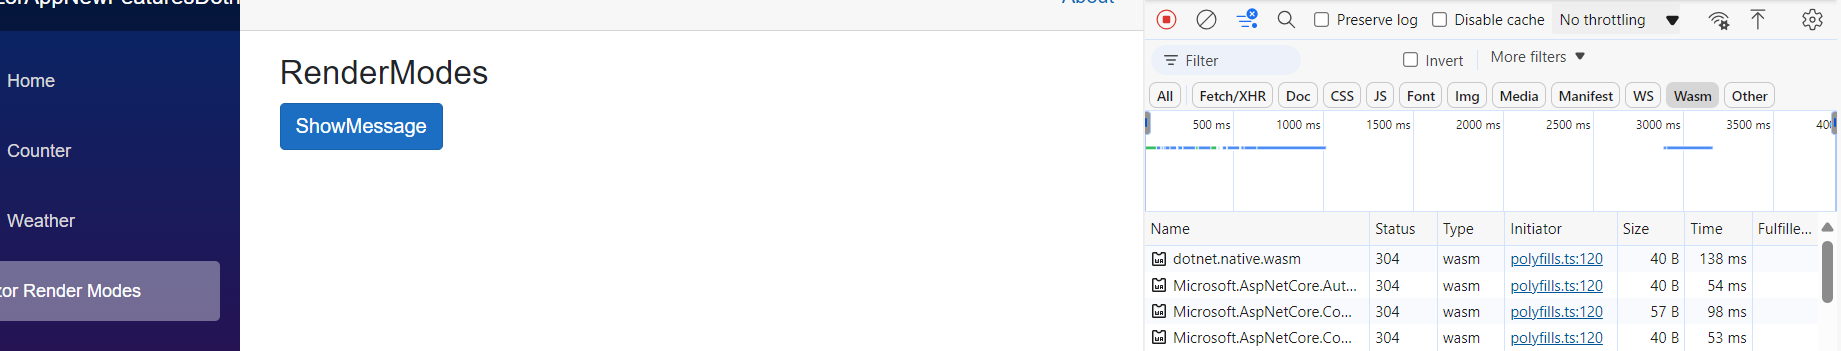 About
Home
Counter
Weather
Render Modes
RenderModes
ShowMessage
Preserve log
Disable cache
No throttling
Filter
Invert
More filters
All Fetch/XHR Doc CSS JS Font Img Media Manifest WS Wasm Other
500 ms 1000 ms 1500 ms 2000 ms 2500 ms 3000 ms 3500 ms
Name Status Type Initiator Size Time Fulfille...
dotnet.native.wasm 304 wasm polyfills.ts:120 40 B 138 ms
Microsoft.AspNetCore.Aut... 304 wasm polyfills.ts:120 40 B 54 ms
Microsoft.AspNetCore.Co... 304 wasm polyfills.ts:120 57 B 98 ms
Microsoft.AspNetCore.Co... 304 wasm polyfills.ts:120 40 B 53 ms